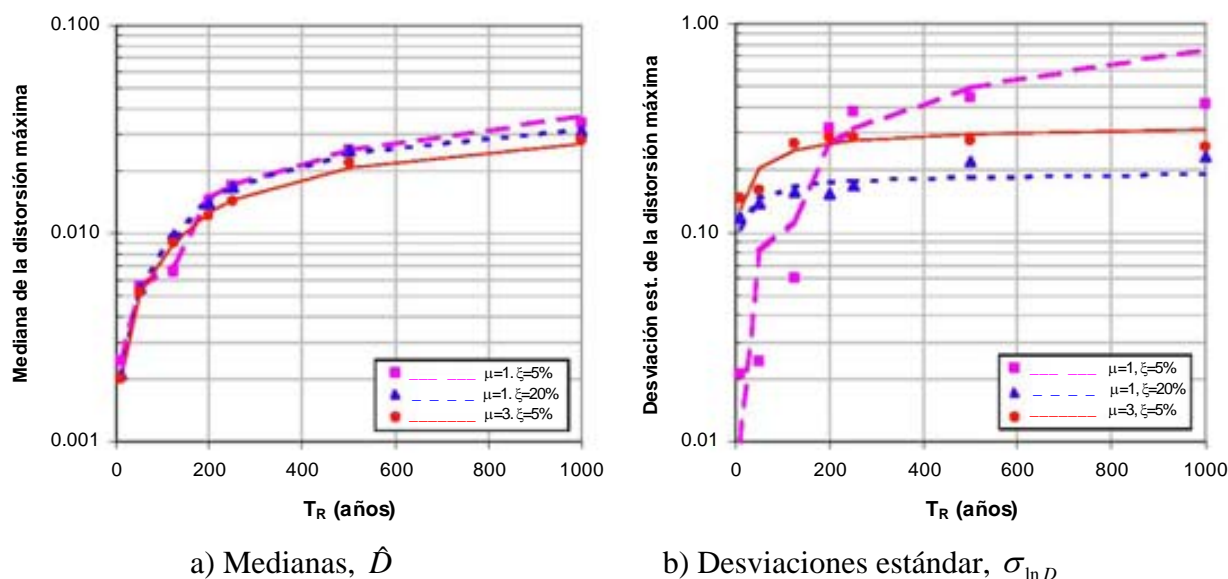 0.100
0.010
0.001
Mediana de la distorsión máxima
0 200 400 600 800 1000
T_R (años)
μ=1. ξ=5%
μ=1. ξ=20%
μ=3. ξ=5%
a) Medianas, D̂
1.00
0.10
0.01
Desviación est. de la distorsión máxima
0 200 400 600 800 1000
T_R (años)
μ=1, ξ=5%
μ=1, ξ=20%
μ=3, ξ=5%
b) Desviaciones estándar, σ_ln D